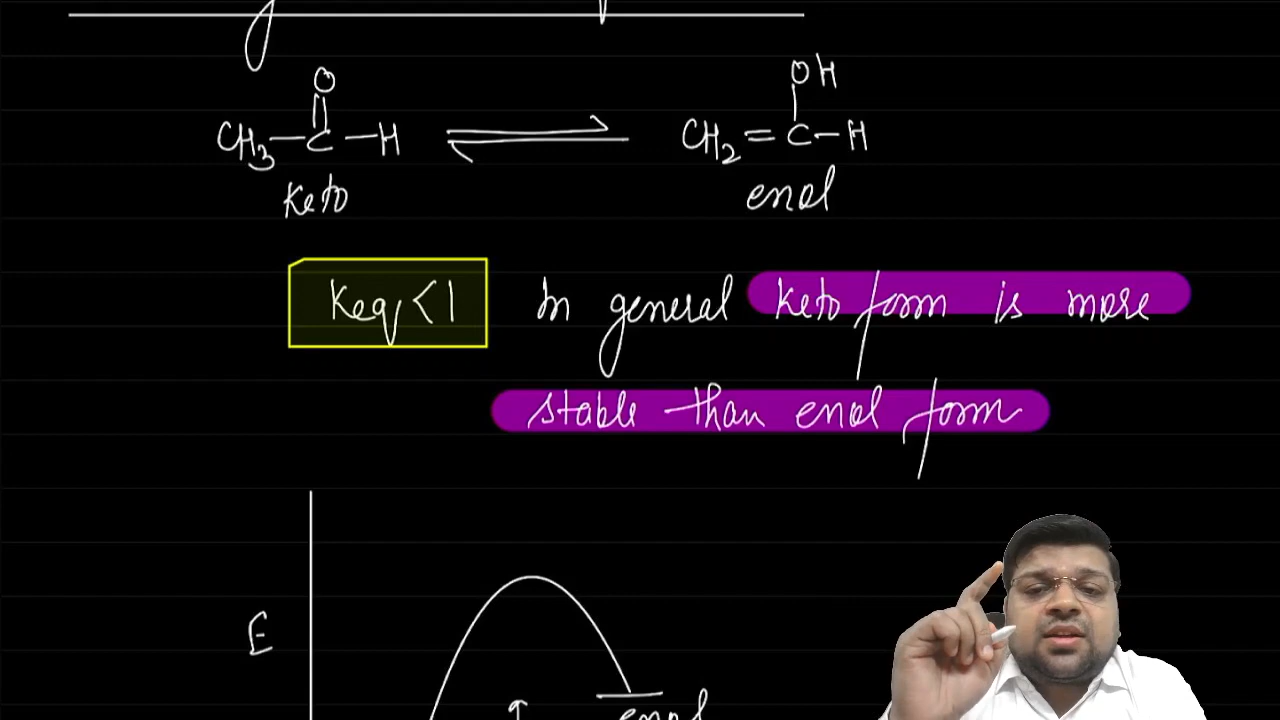 O OH
CH3-C-H ⇌ CH2=C-H
Keto enol
Keq<1 In general keto form is more
stable than enol form
E
enol